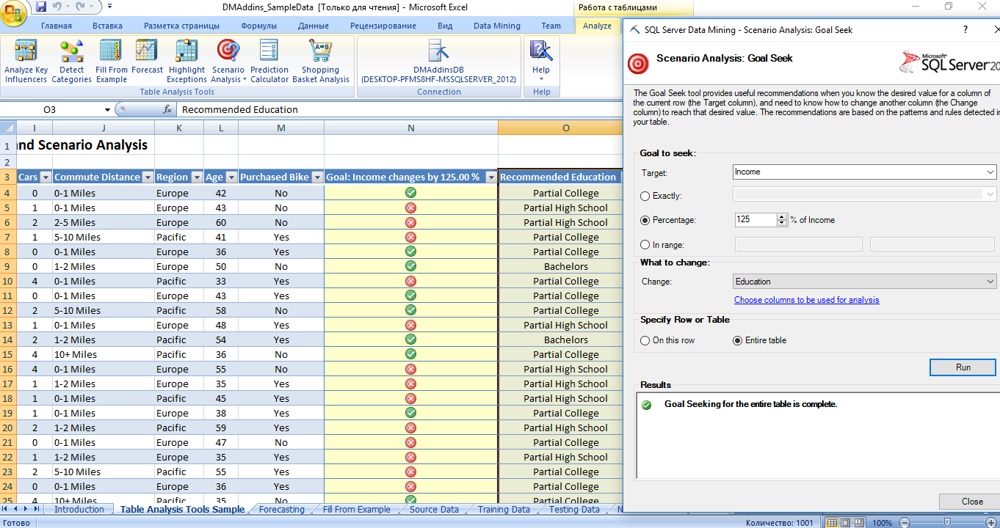 DMAddins_SampleData [Только для чтения] - Microsoft Excel
Работа с таблицами
Главная Вставка Разметка страницы Формулы Данные Рецензирование Вид Data Mining Team Analyze
Analyze Key Influencers
Detect Categories
Fill From Example
Forecast
Highlight Exceptions
Scenario Analysis
Prediction Calculator
Shopping Basket Analysis
DMAddinsDB
(DESKTOP-PFMS8HF-MSSQLSERVER_2012)
Help
Table Analysis Tools Connection Help
O3 fx Recommended Education
I J K L M N O
1 and Scenario Analysis
2
3 Cars Commute Distance Region Age Purchased Bike Goal: Income changes by 125.00 % Recommended Education
4 0 0-1 Miles Europe 42 No Partial College
5 1 0-1 Miles Europe 43 No Partial High School
6 2 2-5 Miles Europe 60 No Partial High School
7 1 5-10 Miles Pacific 41 Yes Partial College
8 0 0-1 Miles Europe 36 Yes Partial College
9 0 1-2 Miles Europe 50 No Bachelors
10 4 0-1 Miles Pacific 33 Yes Partial College
11 0 0-1 Miles Europe 43 Yes Partial College
12 2 5-10 Miles Pacific 58 No Partial College
13 1 0-1 Miles Europe 48 Yes Partial High School
14 2 1-2 Miles Pacific 54 Yes Bachelors
15 4 10+ Miles Pacific 36 No Partial College
16 4 0-1 Miles Europe 55 No Partial High School
17 1 1-2 Miles Europe 35 Yes Partial High School
18 1 0-1 Miles Pacific 45 Yes Partial High School
19 1 0-1 Miles Europe 38 Yes Partial College
20 2 1-2 Miles Pacific 59 Yes Partial High School
21 0 0-1 Miles Europe 47 No Partial College
22 1 1-2 Miles Europe 35 Yes Partial High School
23 2 5-10 Miles Pacific 55 Yes Partial College
24 0 0-1 Miles Europe 36 Yes Partial College
25 4 10+ Miles Pacific 35 No Partial College
Introduction Table Analysis Tools Sample Forecasting Fill From Example Source Data Training Data Testing Data N
Готово Количество: 1001 100%
SQL Server Data Mining - Scenario Analysis: Goal Seek ?
Scenario Analysis: Goal Seek
Microsoft
SQL Server 20
The Goal Seek tool provides useful recommendations when you know the desired value for a column of
the current row (the Target column), and need to know how to change another column (the Change
column) to reach that desired value. The recommendations are based on the patterns and rules detected in
your table.
Goal to seek:
Target: Income
Exactly:
Percentage: 125 % of Income
In range:
What to change:
Change: Education
Choose columns to be used for analysis
Specify Row or Table
On this row Entire table
Run
Results
Goal Seeking for the entire table is complete.
Close